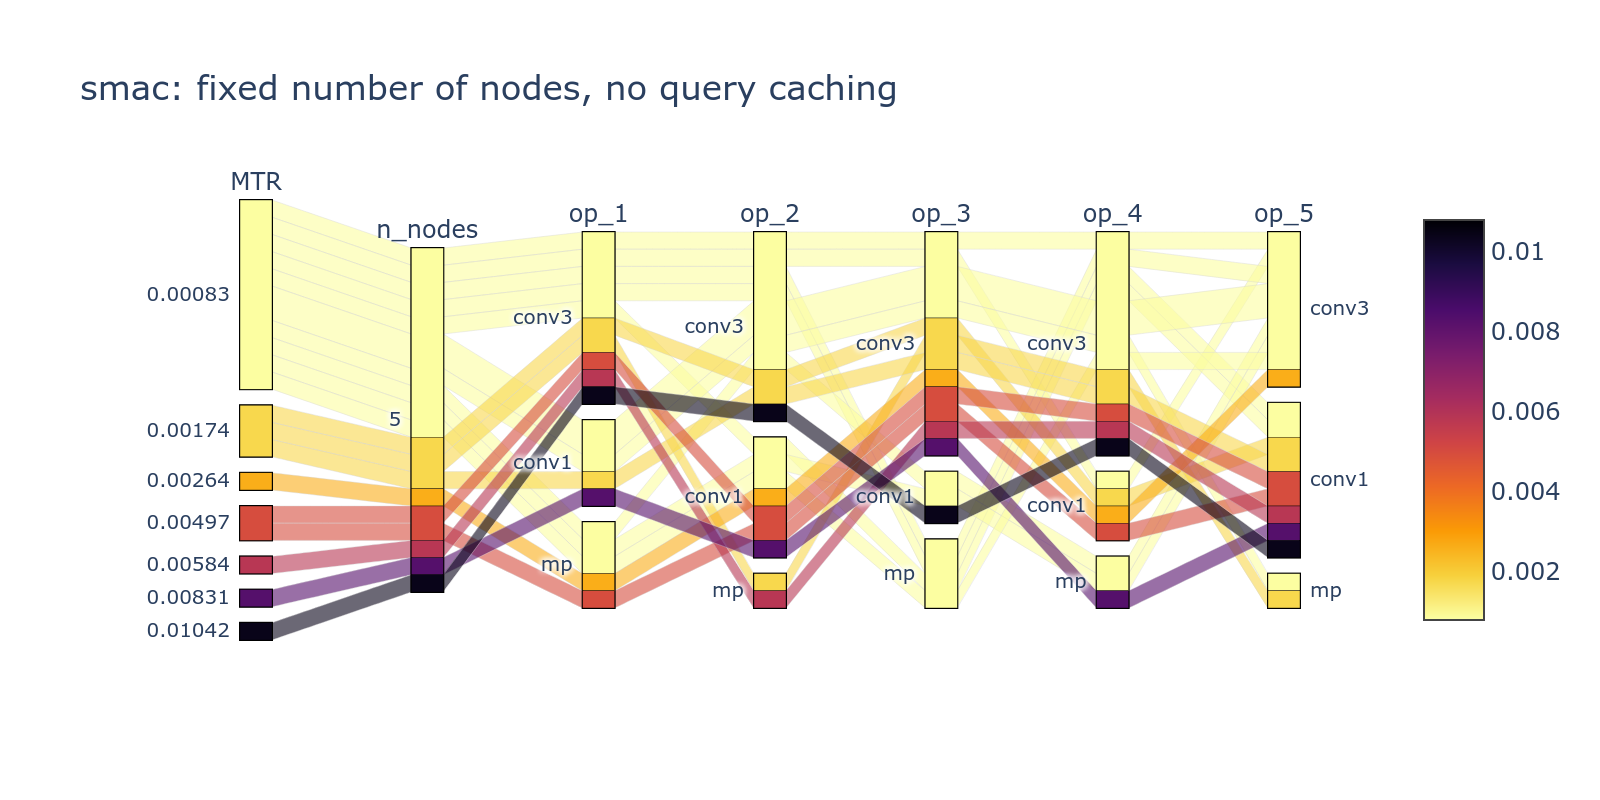 smac: fixed number of nodes, no query caching
MTR
n_nodes
op_1
op_2
op_3
op_4
op_5
0.00083
0.00174
0.00264
0.00497
0.00584
0.00831
0.01042
5
conv3
conv1
mp
conv3
conv1
mp
conv3
conv1
mp
conv3
conv1
mp
conv3
conv1
mp
0.01
0.008
0.006
0.004
0.002